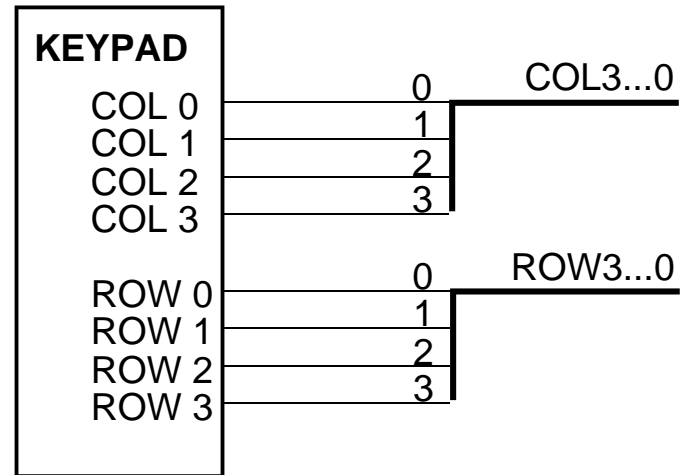 KEYPAD
COL 0 0 COL3...0
COL 1 1
COL 2 2
COL 3 3
ROW 0 0 ROW3...0
ROW 1 1
ROW 2 2
ROW 3 3